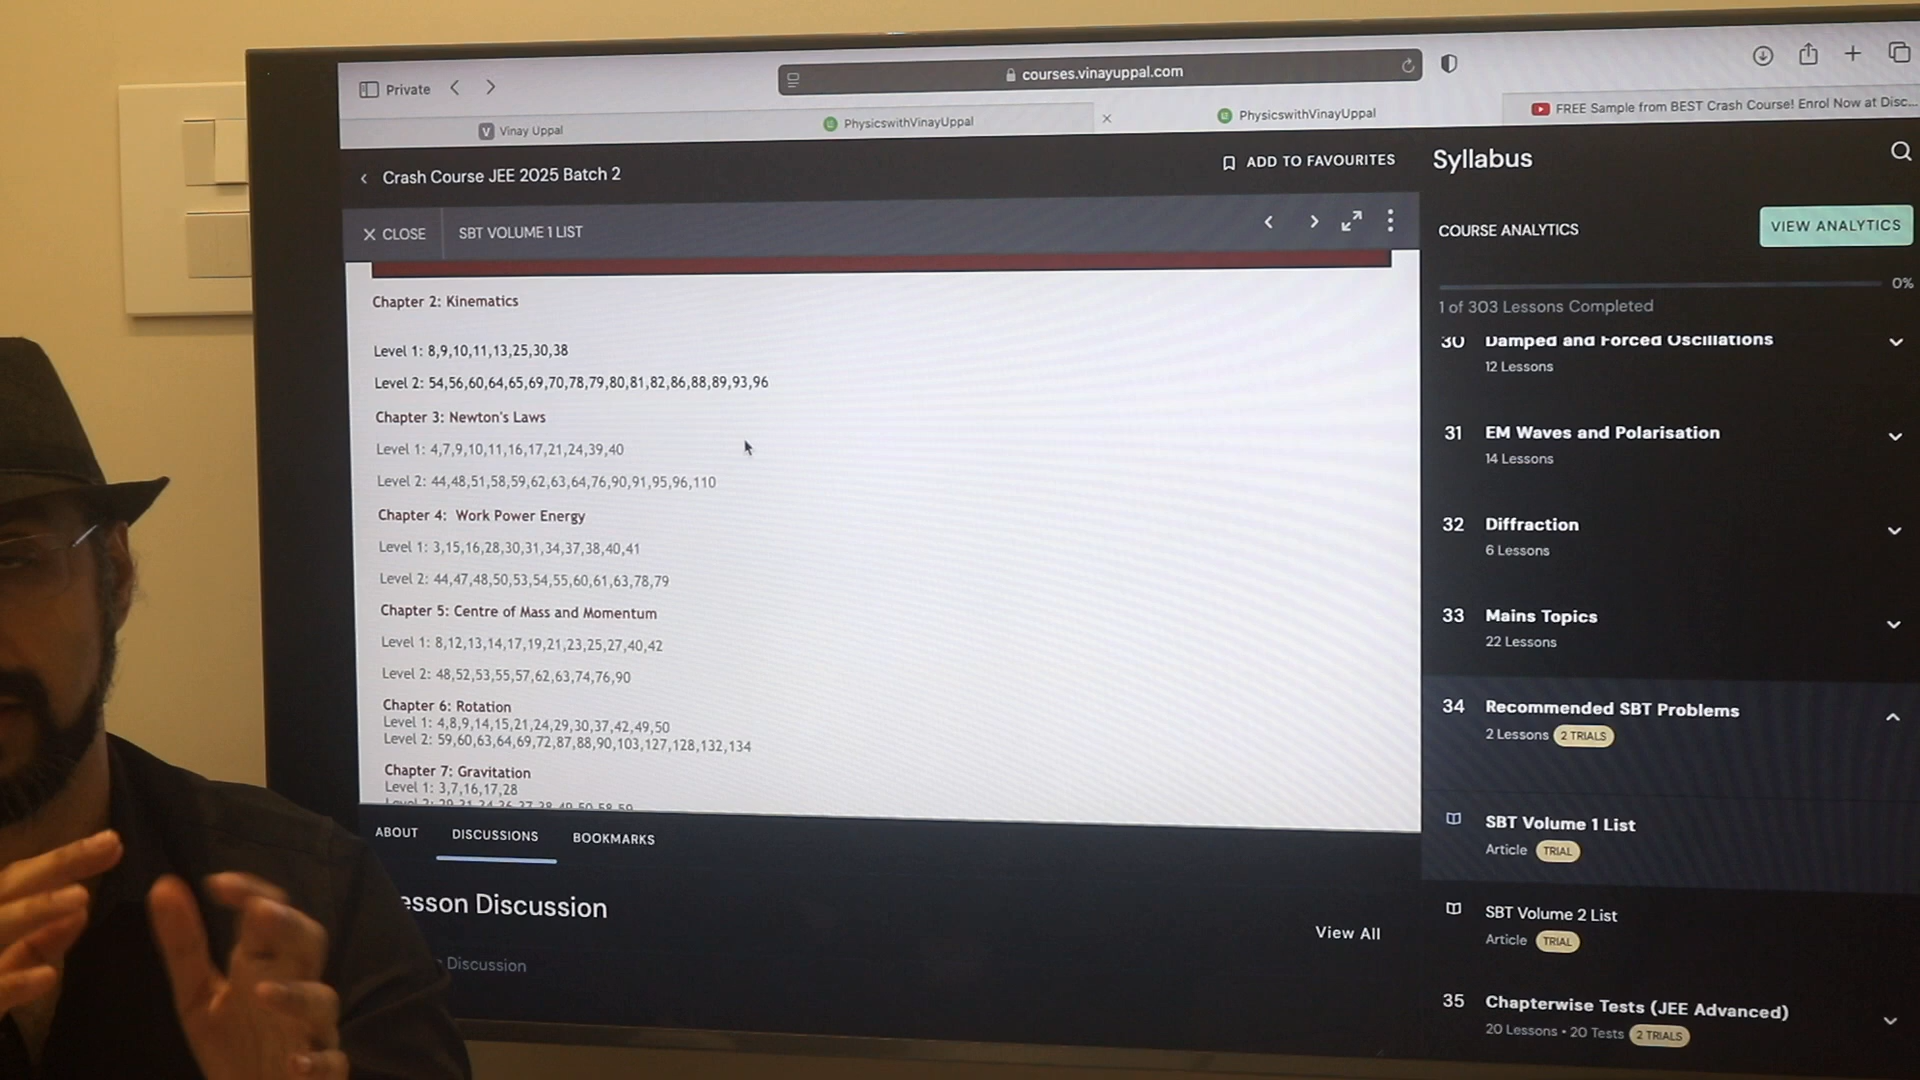 Private
courses.vinayuppal.com
Vinay Uppal
PhysicswithVinayUppal
PhysicswithVinayUppal
FREE Sample from BEST Crash Course! Enrol Now at Disc...
Crash Course JEE 2025 Batch 2
ADD TO FAVOURITES
CLOSE
SBT VOLUME 1 LIST
Chapter 2: Kinematics
Level 1: 8,9,10,11,13,25,30,38
Level 2: 54,56,60,64,65,69,70,78,79,80,81,82,86,88,89,93,96
Chapter 3: Newton's Laws
Level 1: 4,7,9,10,11,16,17,21,24,39,40
Level 2: 44,48,51,58,59,62,63,64,76,90,91,95,96,110
Chapter 4: Work Power Energy
Level 1: 3,15,16,28,30,31,34,37,38,40,41
Level 2: 44,47,48,50,53,54,55,60,61,63,78,79
Chapter 5: Centre of Mass and Momentum
Level 1: 8,12,13,14,17,19,21,23,25,27,40,42
Level 2: 48,52,53,55,57,62,63,74,76,90
Chapter 6: Rotation
Level 1: 4,8,9,14,15,21,24,29,30,37,42,49,50
Level 2: 59,60,63,64,69,72,87,88,90,103,127,128,132,134
Chapter 7: Gravitation
Level 1: 3,7,16,17,28
ABOUT
DISCUSSIONS
BOOKMARKS
esson Discussion
View All
Discussion
Syllabus
COURSE ANALYTICS
VIEW ANALYTICS
0%
1 of 303 Lessons Completed
30 Damped and Forced Oscillations
12 Lessons
31 EM Waves and Polarisation
14 Lessons
32 Diffraction
6 Lessons
33 Mains Topics
22 Lessons
34 Recommended SBT Problems
2 Lessons 2 TRIALS
SBT Volume 1 List
Article TRIAL
SBT Volume 2 List
Article TRIAL
35 Chapterwise Tests (JEE Advanced)
20 Lessons • 20 Tests 2 TRIALS